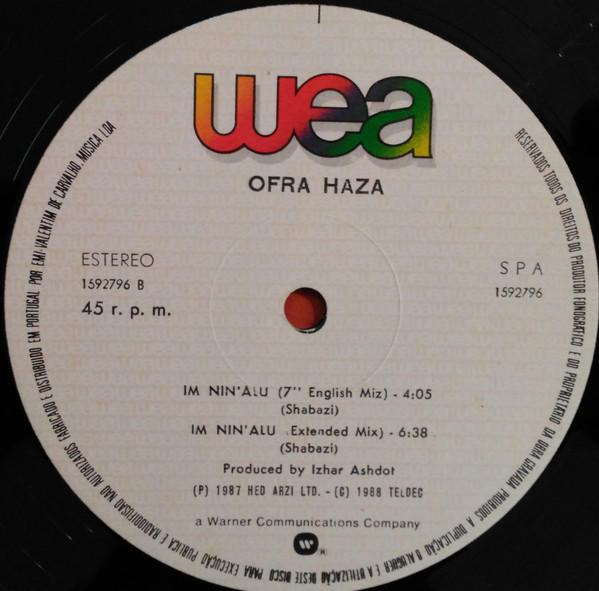 wea
OFRA HAZA
ESTEREO
1592796 B
45 r. p. m.
S P A
1592796
IM NIN'ALU (7'' English Miz) - 4:05
(Shabazi)
IM NIN'ALU (Extended Mix) - 6:38
(Shabazi)
Produced by Izhar Ashdot
(P) 1987 HED ARZI LTD. - (C) 1988 TELDEC
a Warner Communications Company
RESERVADOS TODOS OS DIREITOS DO PRODUTOR FONOGRÁFICO E DO PROPRIETÁRIO DA OBRA GRAVADA PROIBIDOS A DUPLICAÇÃO O ALUGUER E A UTILIZAÇÃO DESTE DISCO PARA EXECUÇÃO PÚBLICA E RADIODIFUSÃO NÃO AUTORIZADOS FABRICADO E DISTRIBUIDO EM PORTUGAL POR EMI-VALENTIM DE CARVALHO, MUSICA LDA